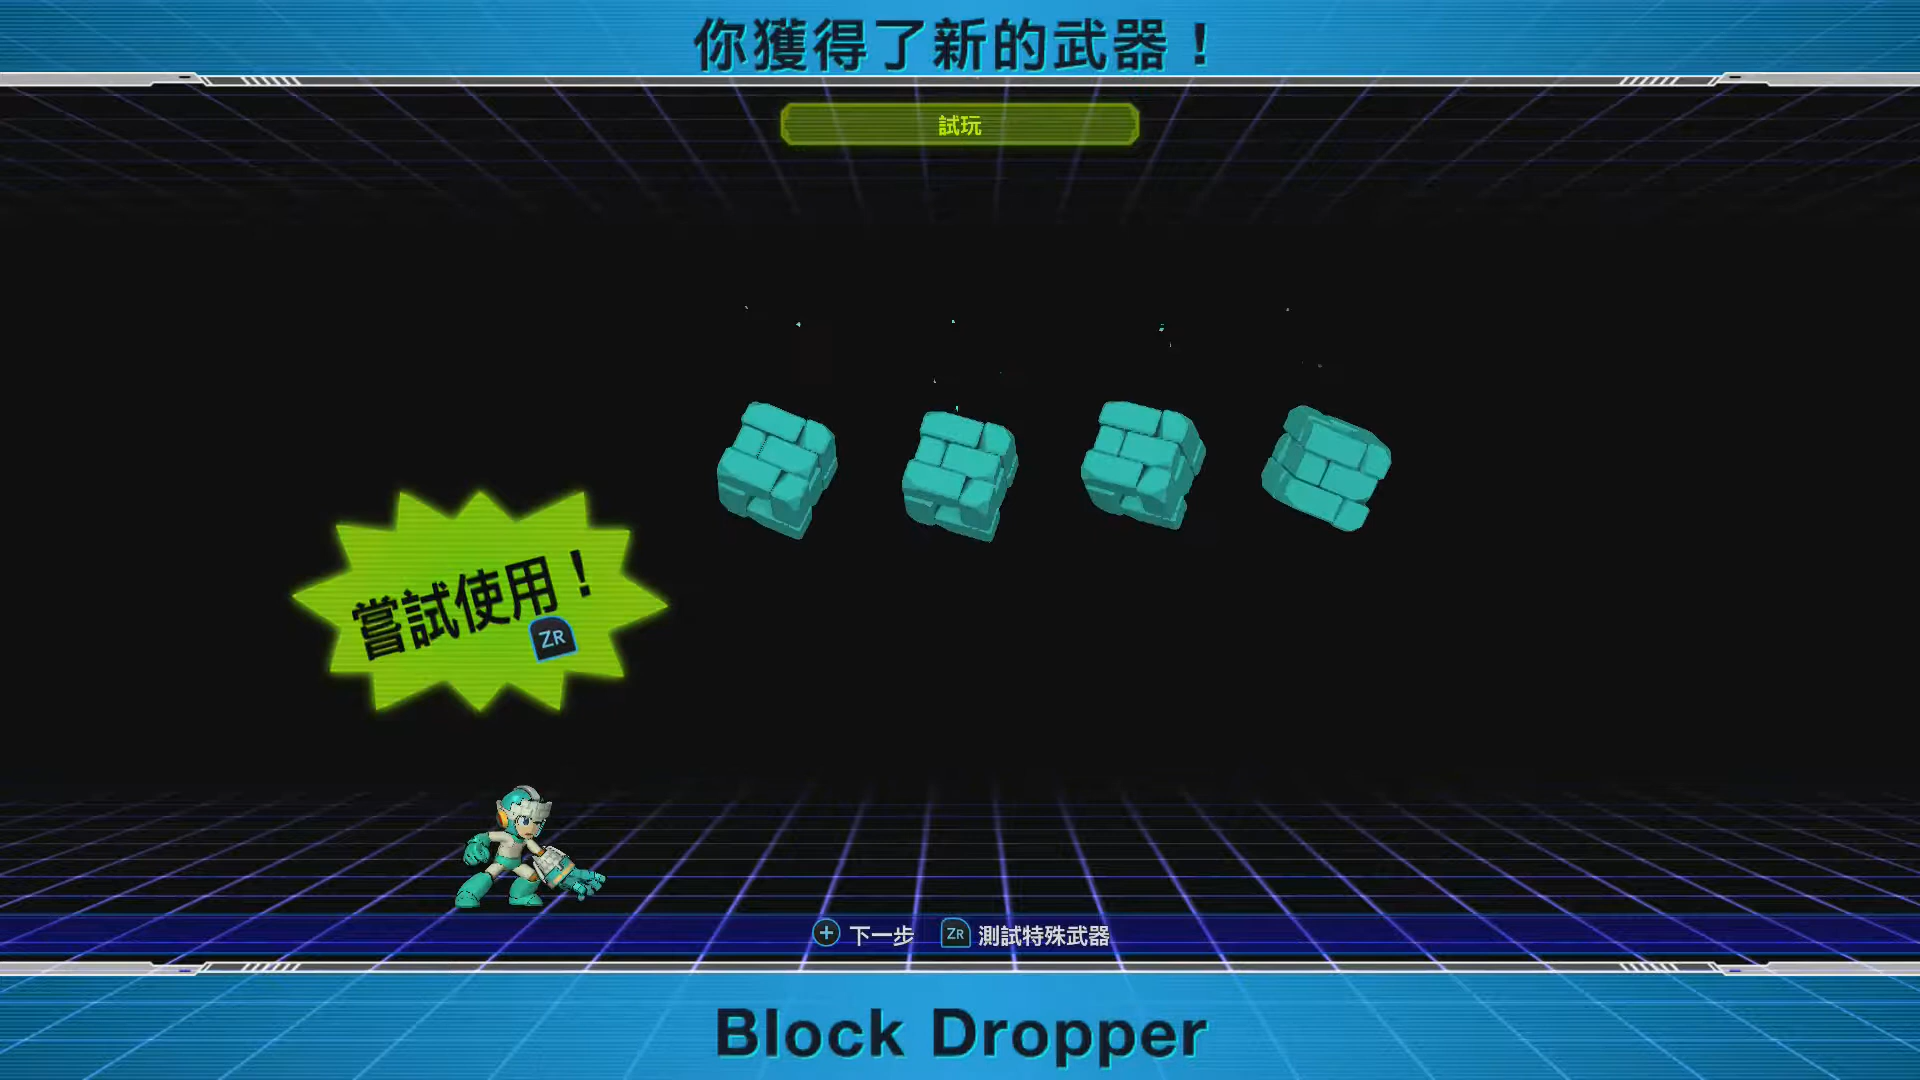 你獲得了新的武器！
試玩
嘗試使用！
ZR
+ 下一步 ZR 測試特殊武器
Block Dropper